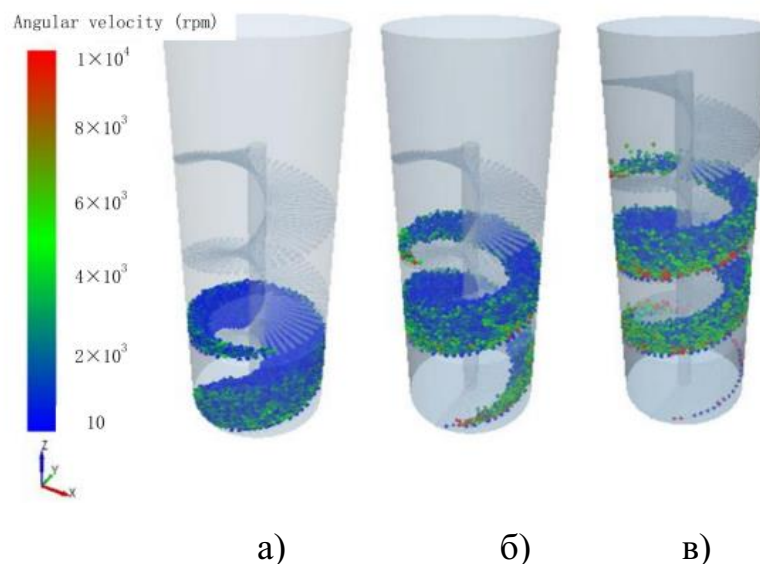 Angular velocity (rpm)
1×10⁴
8×10³
6×10³
4×10³
2×10³
10
Z
Y
X
а) б) в)